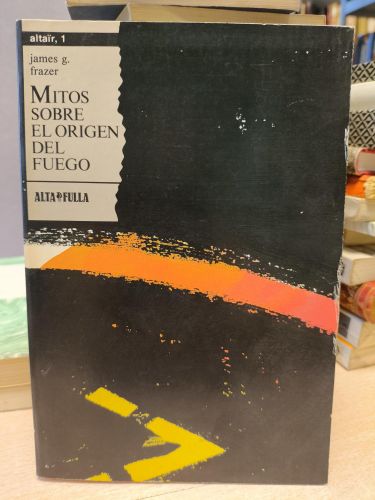 altaïr, 1
james g.
frazer
MITOS
SOBRE
EL ORIGEN
DEL
FUEGO
ALTA FULLA